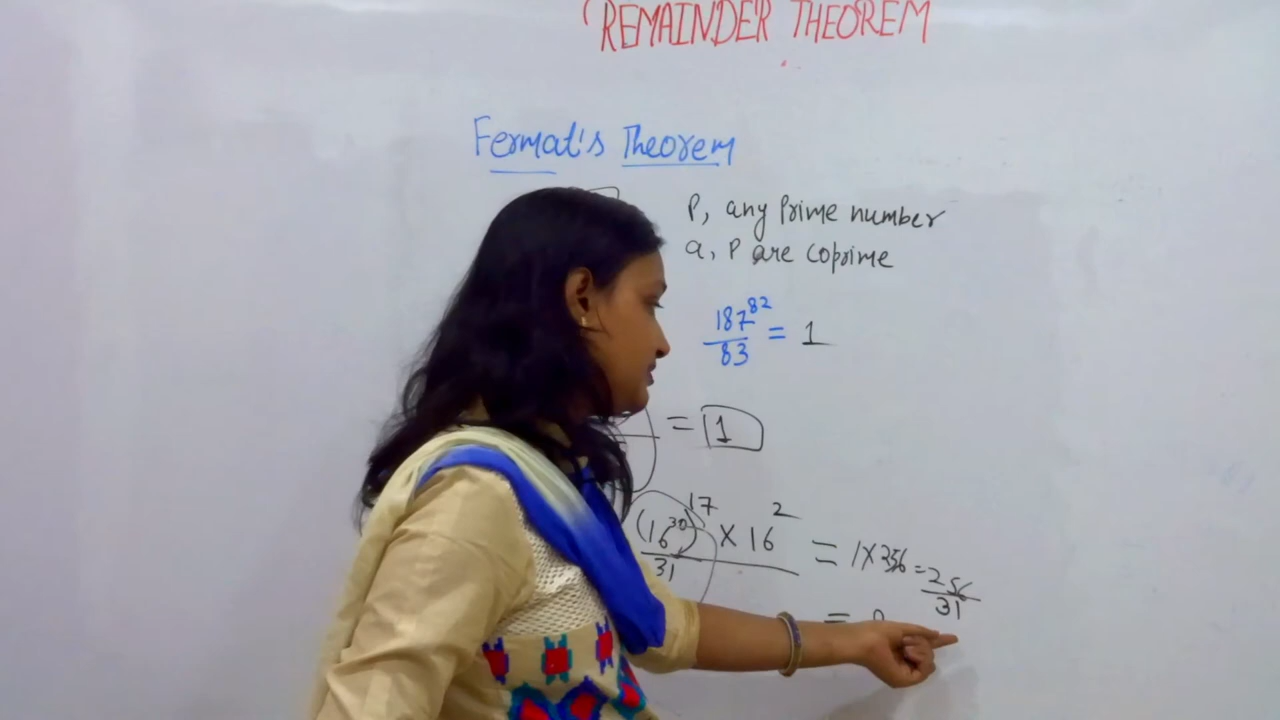 REMAINDER THEOREM
Fermat's Theorem
P, any Prime number
a, P are Coprime
187^82 / 83 = 1
= 1
(16^30)^17 × 16^2 / 31 = 1×256 = 256 / 31
=